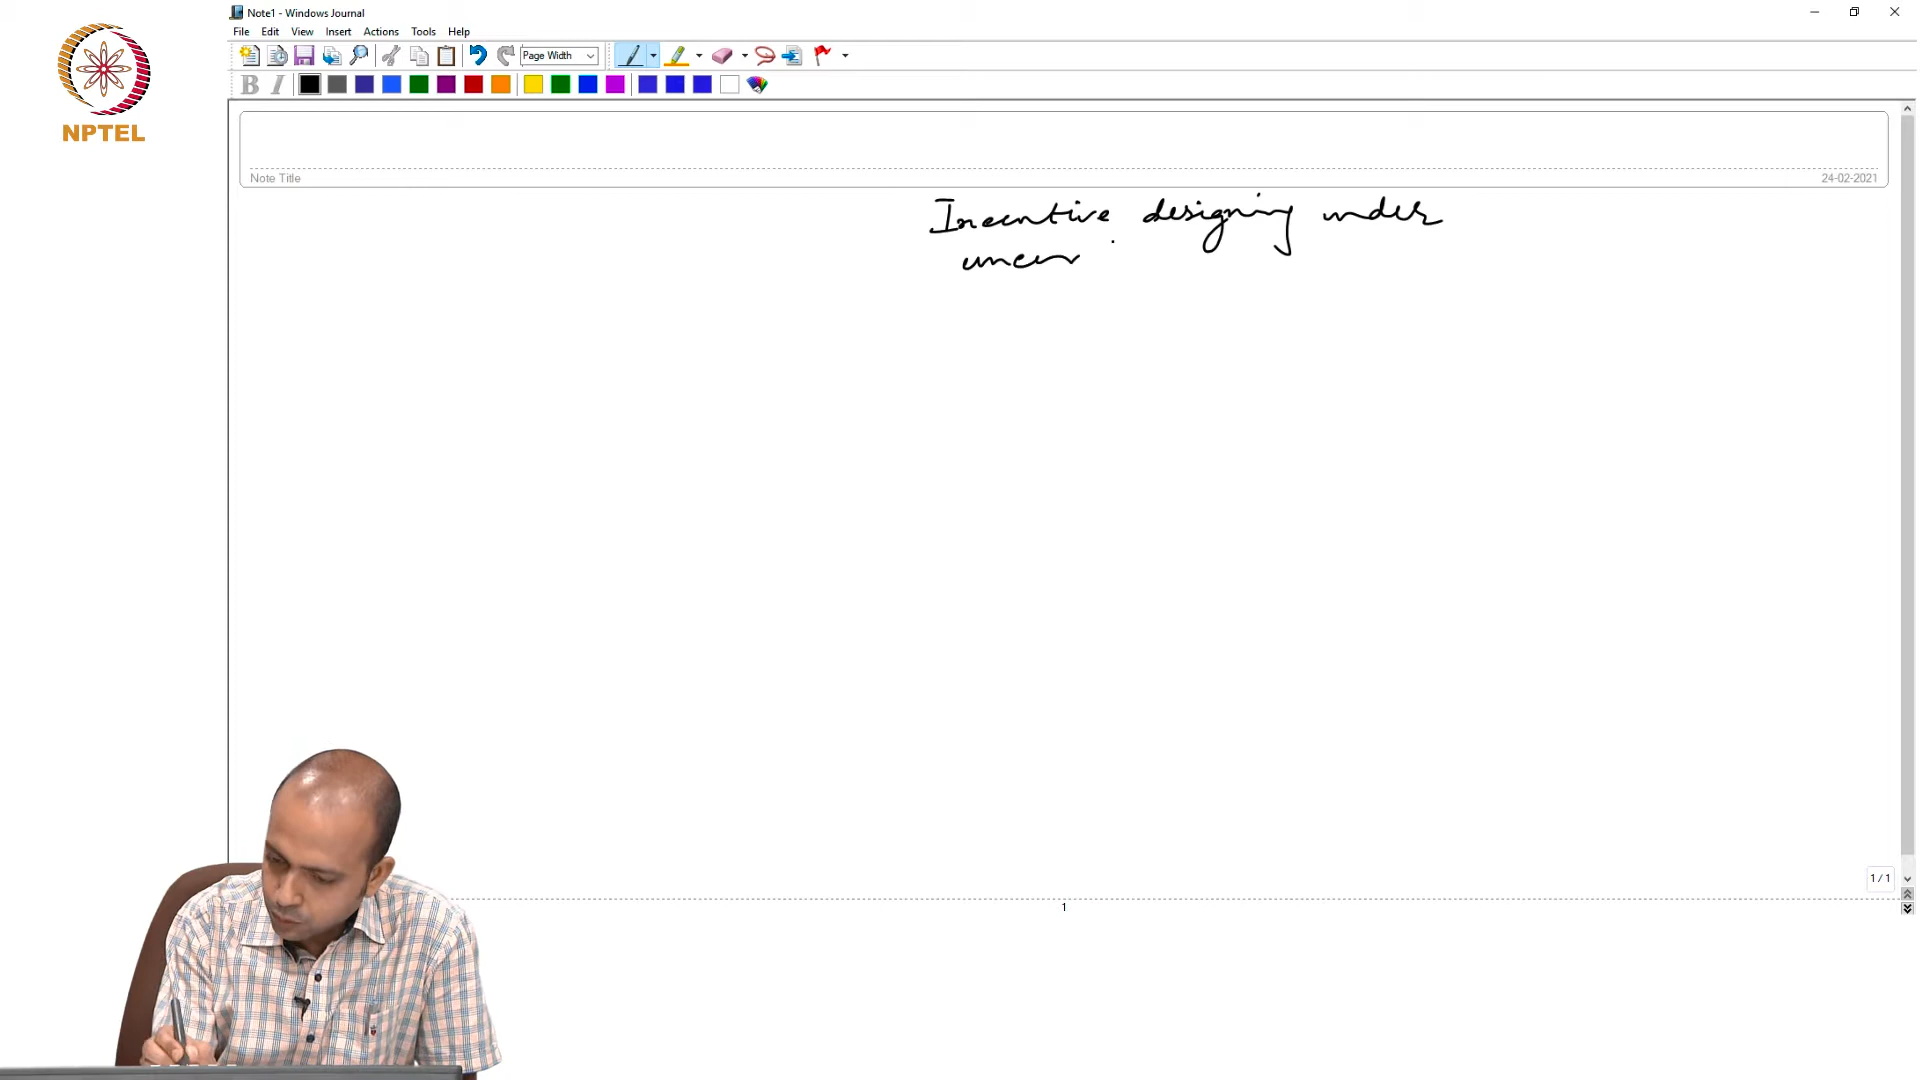 Note1 - Windows Journal
File Edit View Insert Actions Tools Help
Page Width
B I
NPTEL
Note Title
24-02-2021
Incentive designing under
uncer
1 / 1
1